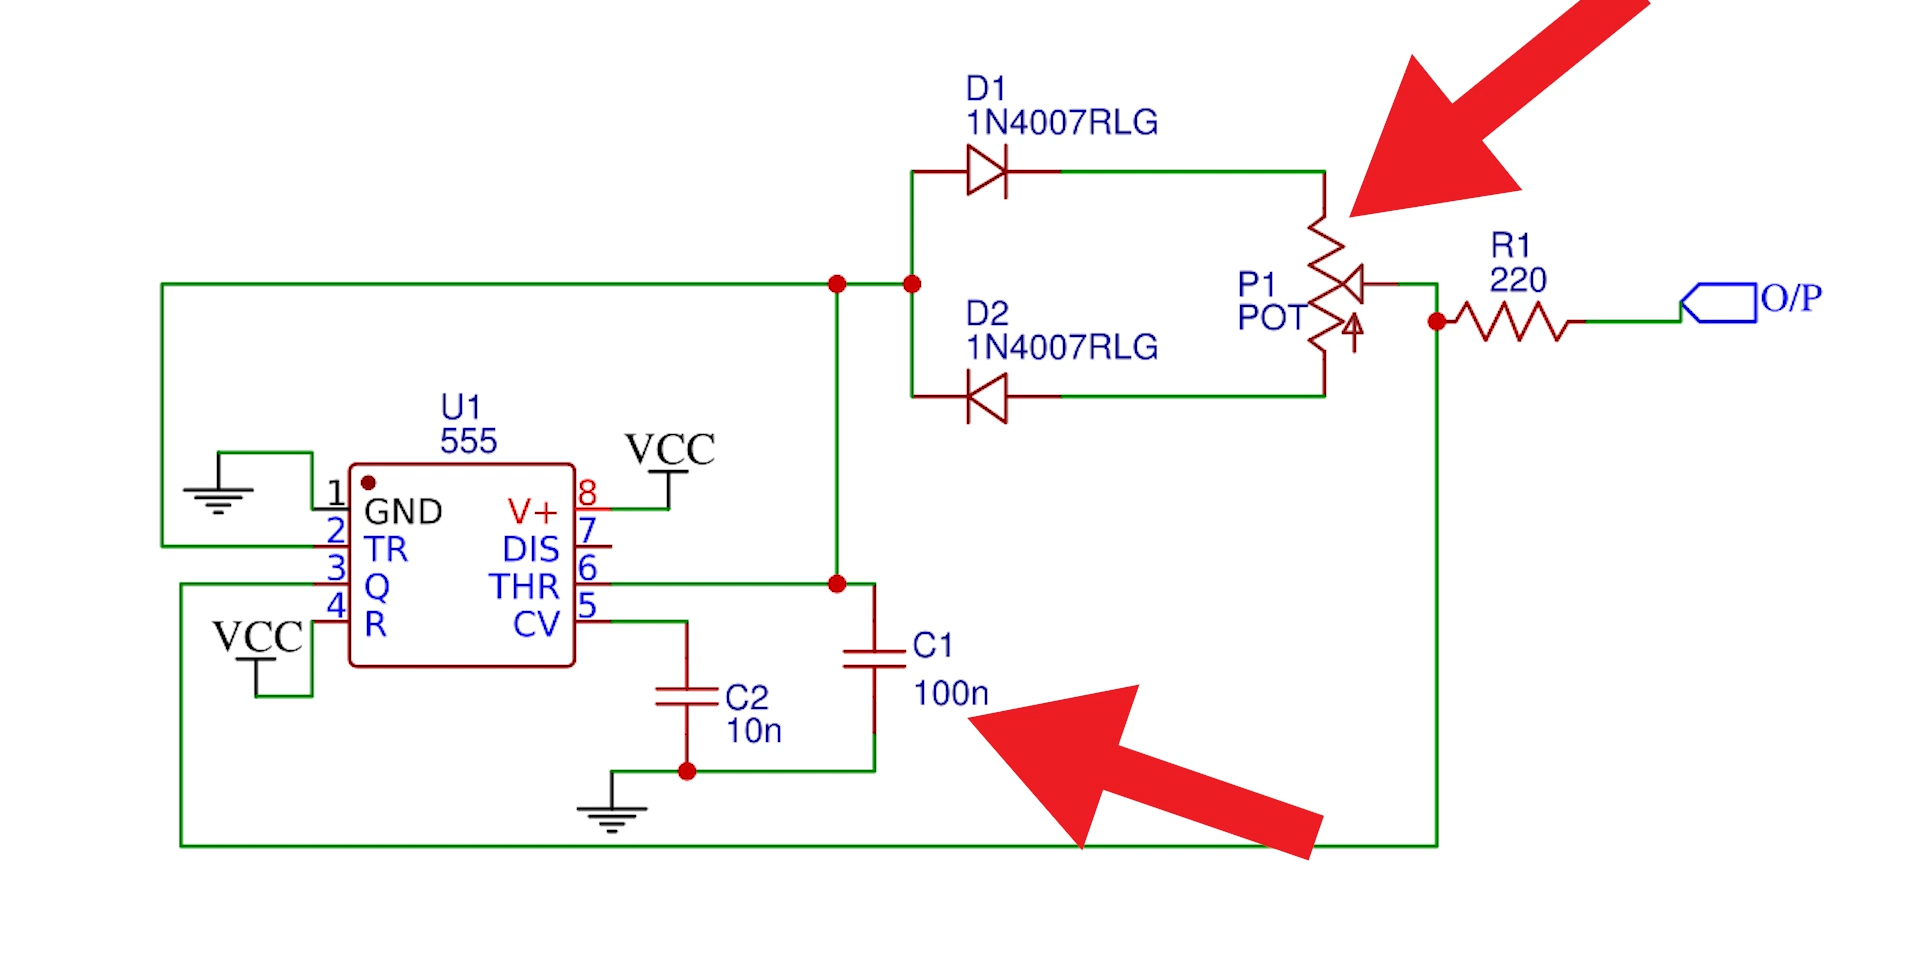 D1
1N4007RLG
R1
220
O/P
P1
POT
D2
1N4007RLG
U1
555
VCC
1
GND
V+
8
2
TR
DIS
7
3
Q
THR
6
4
R
CV
5
VCC
C1
100n
C2
10n